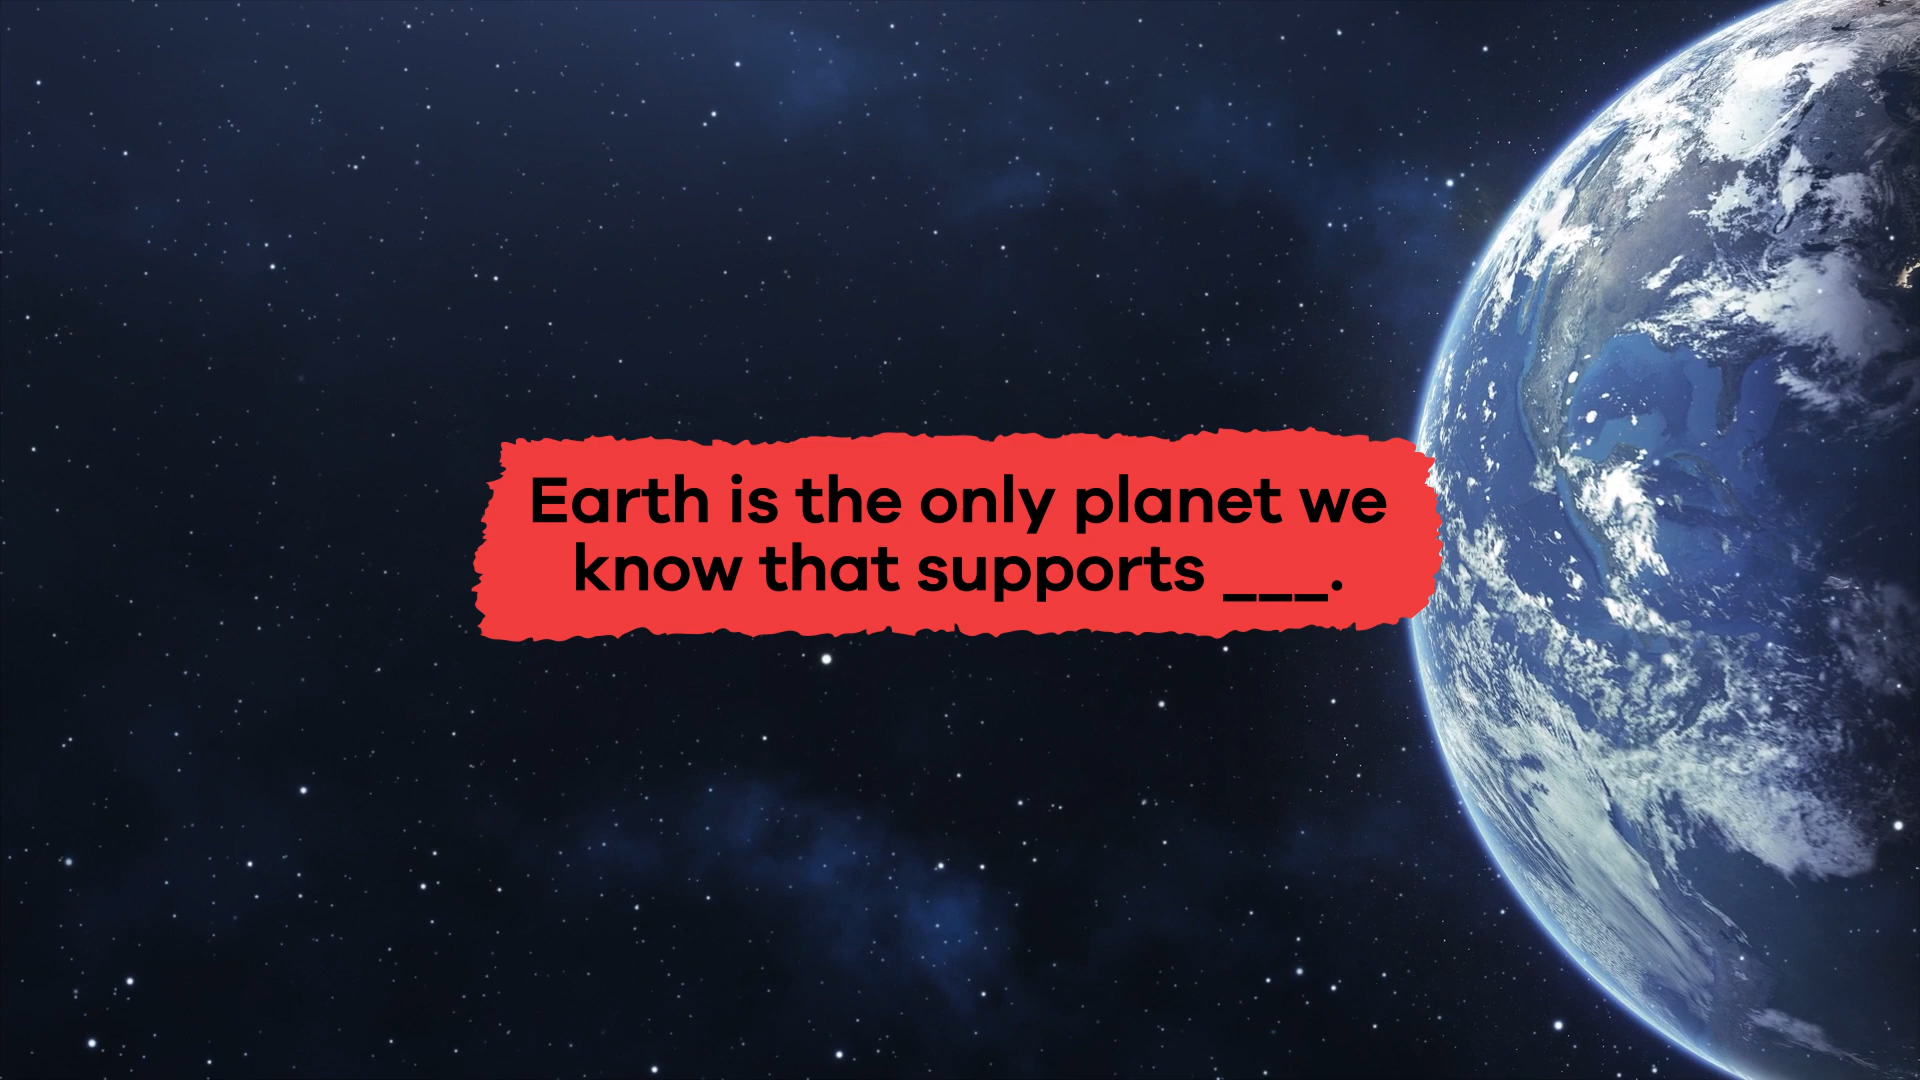 Earth is the only planet we
know that supports ___.